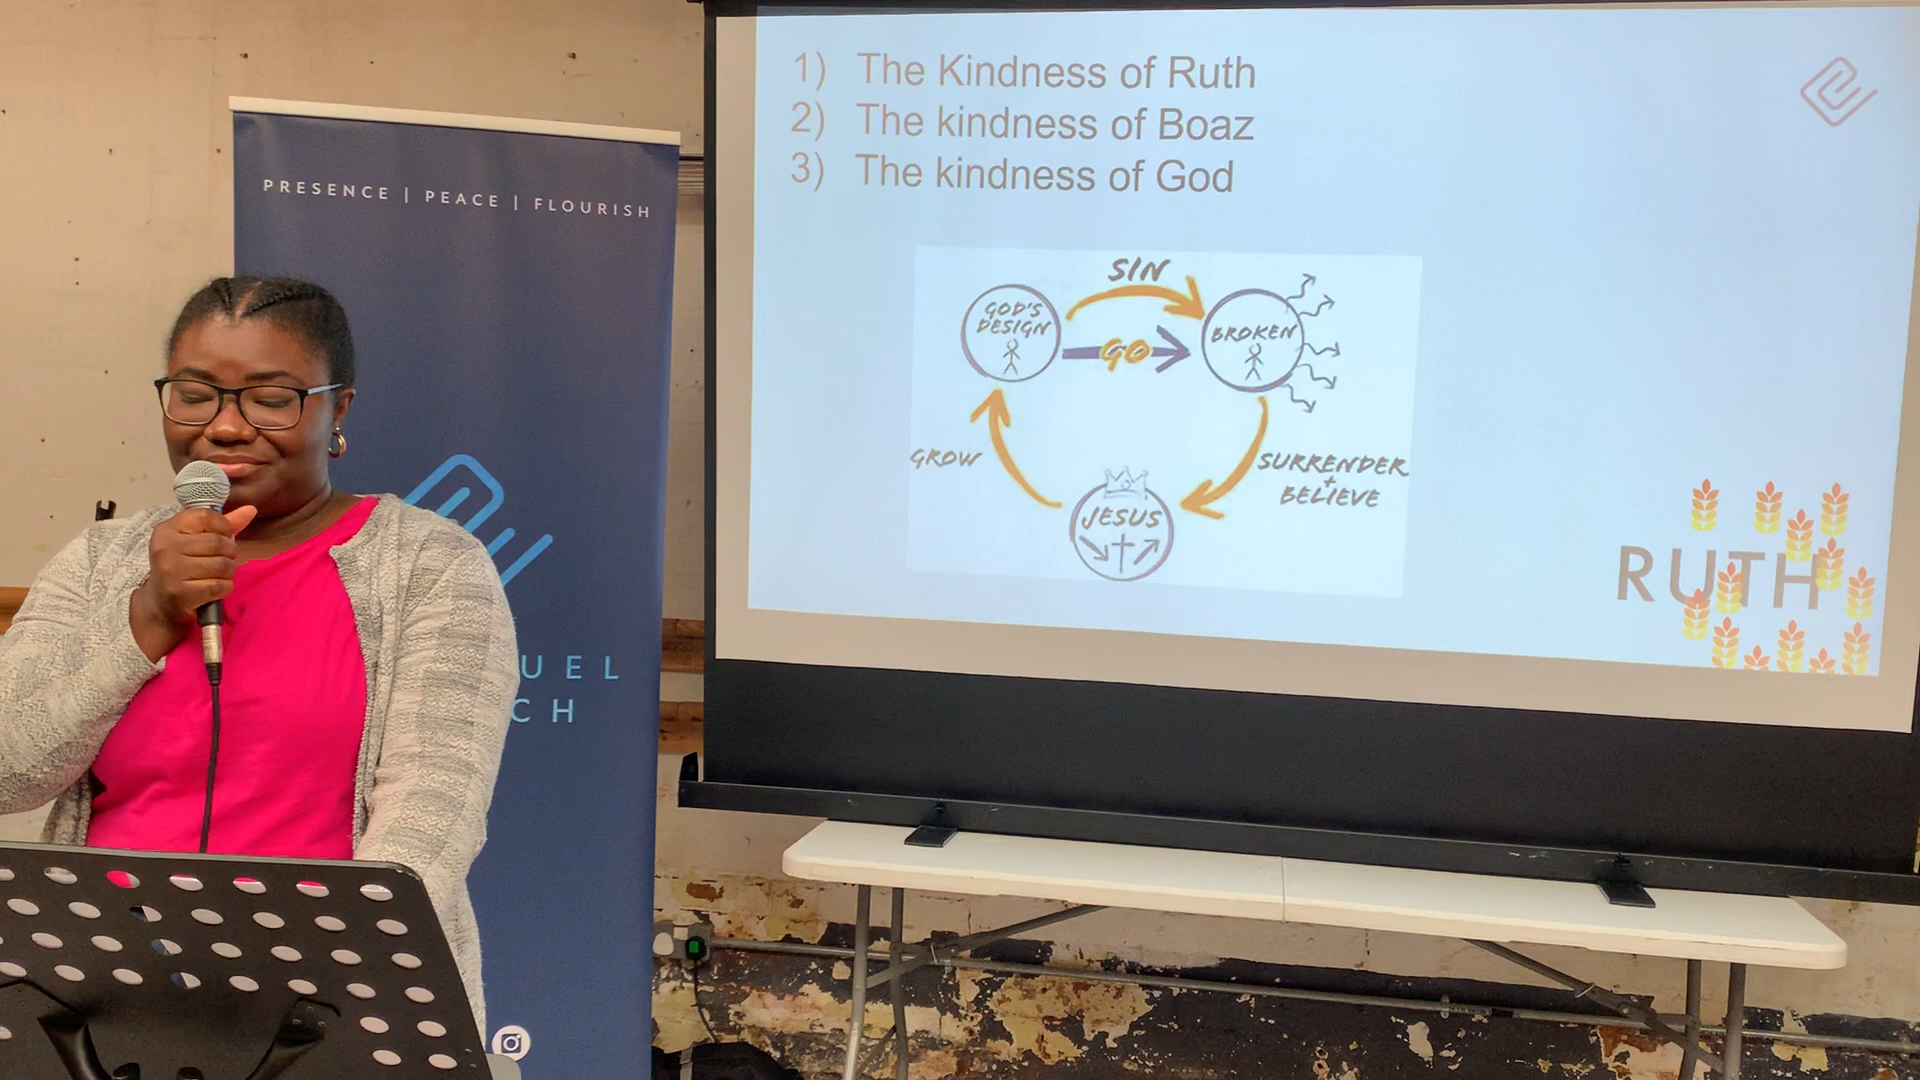 PRESENCE | PEACE | FLOURISH
UEL
CH
1) The Kindness of Ruth
2) The kindness of Boaz
3) The kindness of God
SIN
GOD'S
DESIGN
GO
BROKEN
GROW
SURRENDER
+
BELIEVE
JESUS
RUTH